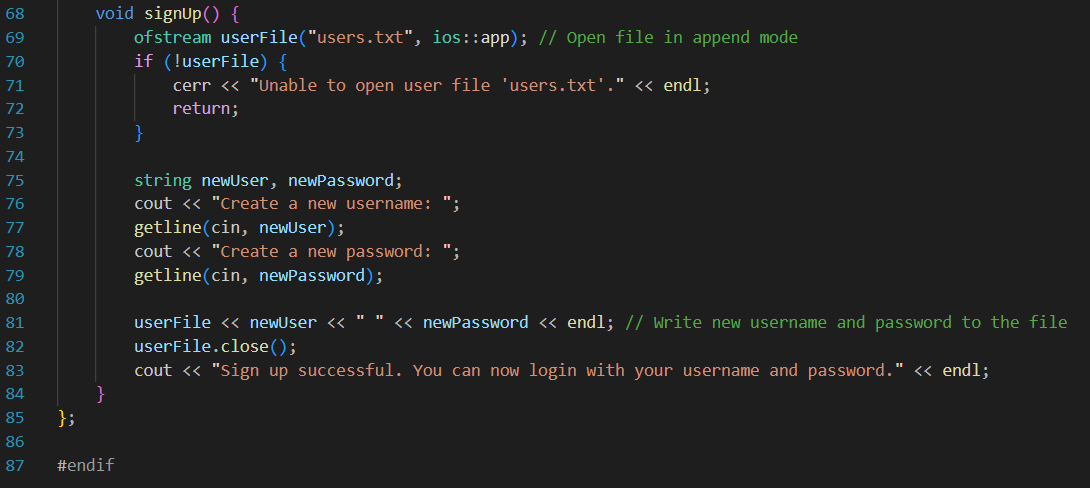 68 void signUp() {
69 ofstream userFile("users.txt", ios::app); // Open file in append mode
70 if (!userFile) {
71 cerr << "Unable to open user file 'users.txt'." << endl;
72 return;
73 }
74
75 string newUser, newPassword;
76 cout << "Create a new username: ";
77 getline(cin, newUser);
78 cout << "Create a new password: ";
79 getline(cin, newPassword);
80
81 userFile << newUser << " " << newPassword << endl; // Write new username and password to the file
82 userFile.close();
83 cout << "Sign up successful. You can now login with your username and password." << endl;
84 }
85 };
86
87 #endif